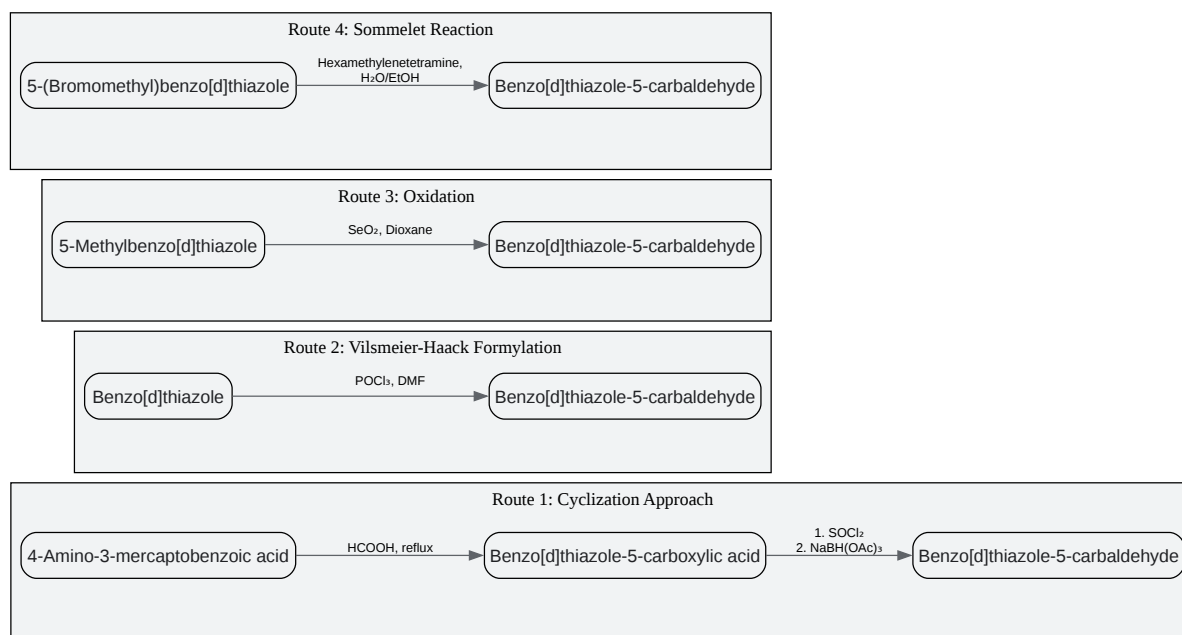 Route 4: Sommelet Reaction
5-(Bromomethyl)benzo[d]thiazole
Hexamethylenetetramine,
H₂O/EtOH
Benzo[d]thiazole-5-carbaldehyde
Route 3: Oxidation
5-Methylbenzo[d]thiazole
SeO₂, Dioxane
Benzo[d]thiazole-5-carbaldehyde
Route 2: Vilsmeier-Haack Formylation
Benzo[d]thiazole
POCl₃, DMF
Benzo[d]thiazole-5-carbaldehyde
Route 1: Cyclization Approach
4-Amino-3-mercaptobenzoic acid
HCOOH, reflux
Benzo[d]thiazole-5-carboxylic acid
1. SOCl₂
2. NaBH(OAc)₃
Benzo[d]thiazole-5-carbaldehyde